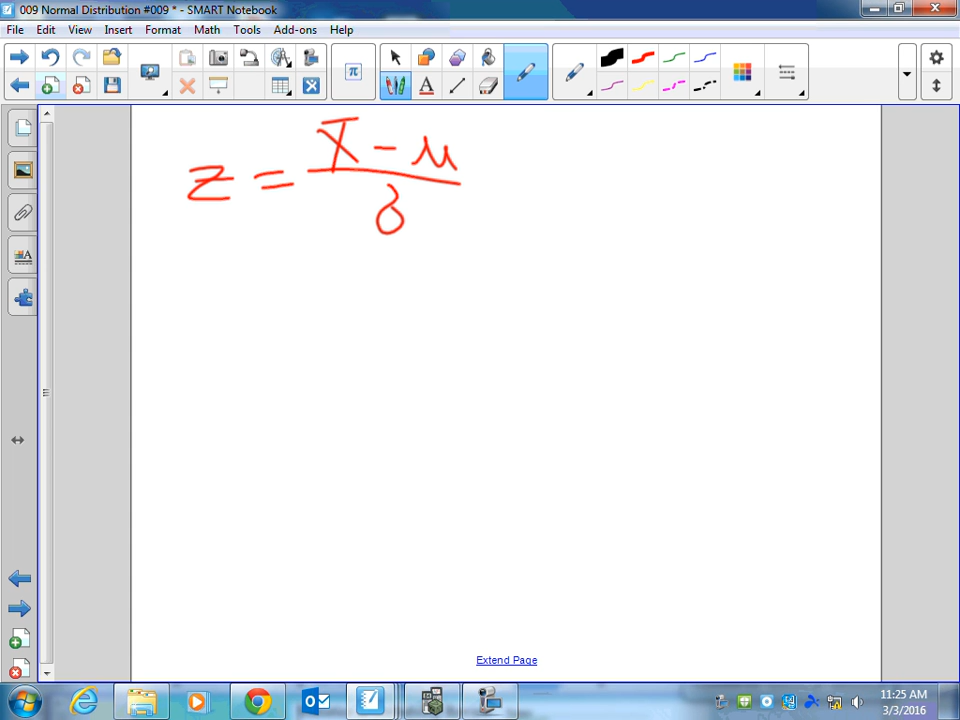 009 Normal Distribution #009 * - SMART Notebook
File Edit View Insert Format Math Tools Add-ons Help
z = (x̄ - μ) / σ
Extend Page
11:25 AM
3/3/2016